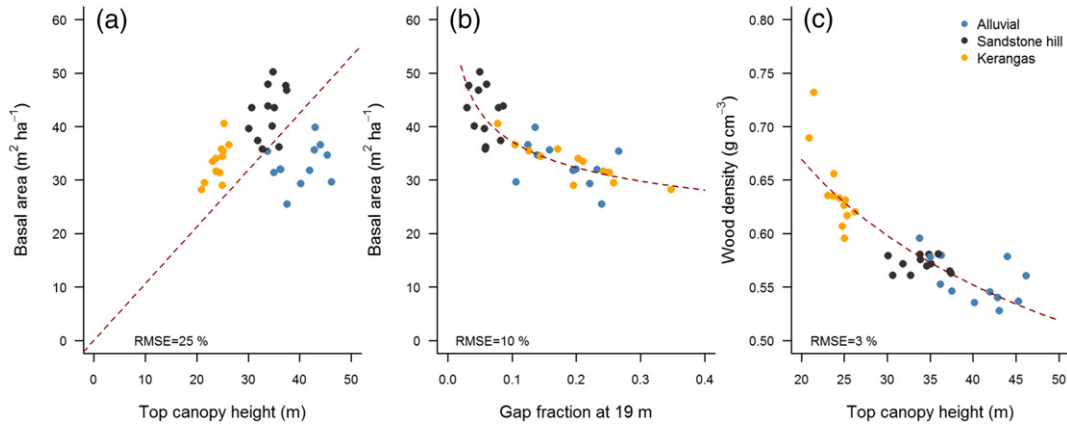 (a)
60
50
40
30
20
10
0
Basal area (m² ha⁻¹)
RMSE=25 %
0 10 20 30 40 50
Top canopy height (m)
(b)
60
50
40
30
20
10
0
Basal area (m² ha⁻¹)
RMSE=10 %
0.0 0.1 0.2 0.3 0.4
Gap fraction at 19 m
(c)
Alluvial
Sandstone hill
Kerangas
0.80
0.75
0.70
0.65
0.60
0.55
0.50
Wood density (g cm⁻³)
RMSE=3 %
20 25 30 35 40 45 50
Top canopy height (m)